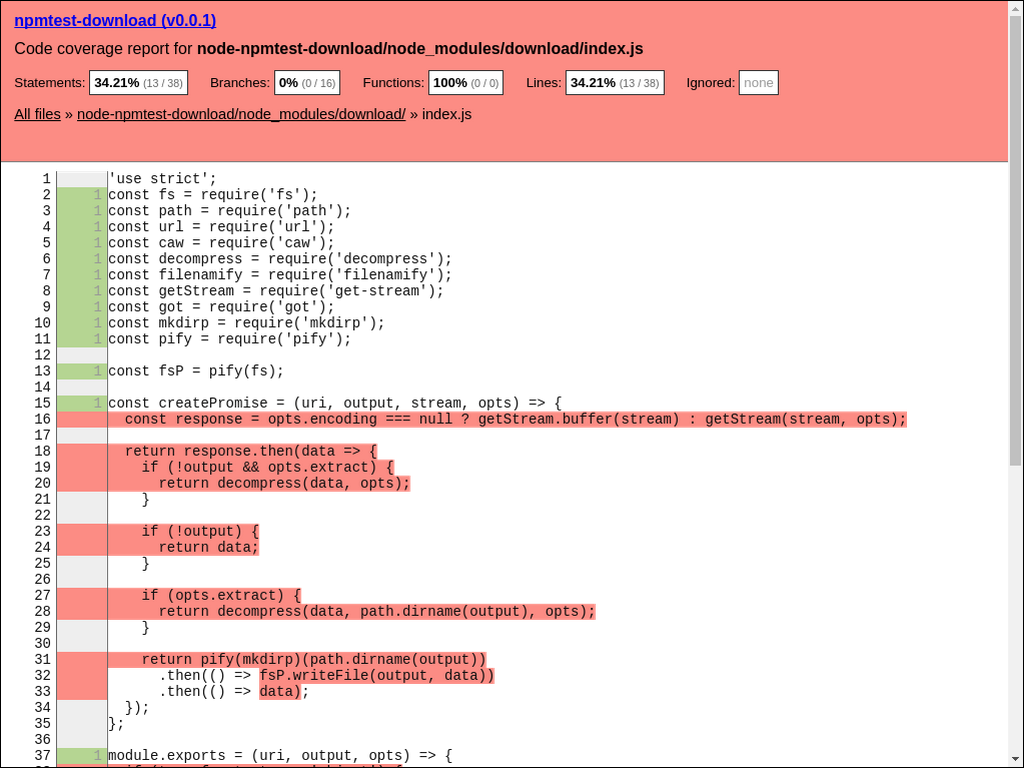 npmtest-download (v0.0.1)
Code coverage report for node-npmtest-download/node_modules/download/index.js
Statements: 34.21% (13 / 38) Branches: 0% (0 / 16) Functions: 100% (0 / 0) Lines: 34.21% (13 / 38) Ignored: none
All files » node-npmtest-download/node_modules/download/ » index.js
1 'use strict';
2 1 const fs = require('fs');
3 1 const path = require('path');
4 1 const url = require('url');
5 1 const caw = require('caw');
6 1 const decompress = require('decompress');
7 1 const filenamify = require('filenamify');
8 1 const getStream = require('get-stream');
9 1 const got = require('got');
10 1 const mkdirp = require('mkdirp');
11 1 const pify = require('pify');
12
13 1 const fsP = pify(fs);
14
15 1 const createPromise = (uri, output, stream, opts) => {
16 const response = opts.encoding === null ? getStream.buffer(stream) : getStream(stream, opts);
17
18 return response.then(data => {
19 if (!output && opts.extract) {
20 return decompress(data, opts);
21 }
22
23 if (!output) {
24 return data;
25 }
26
27 if (opts.extract) {
28 return decompress(data, path.dirname(output), opts);
29 }
30
31 return pify(mkdirp)(path.dirname(output))
32 .then(() => fsP.writeFile(output, data))
33 .then(() => data);
34 });
35 };
36
37 1 module.exports = (uri, output, opts) => {